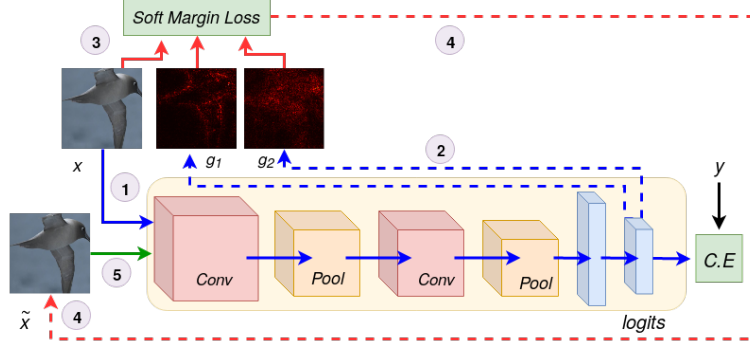 Soft Margin Loss
3
4
x
g1
g2
2
y
1
5
Conv
Pool
Conv
Pool
C.E
x̃
4
logits